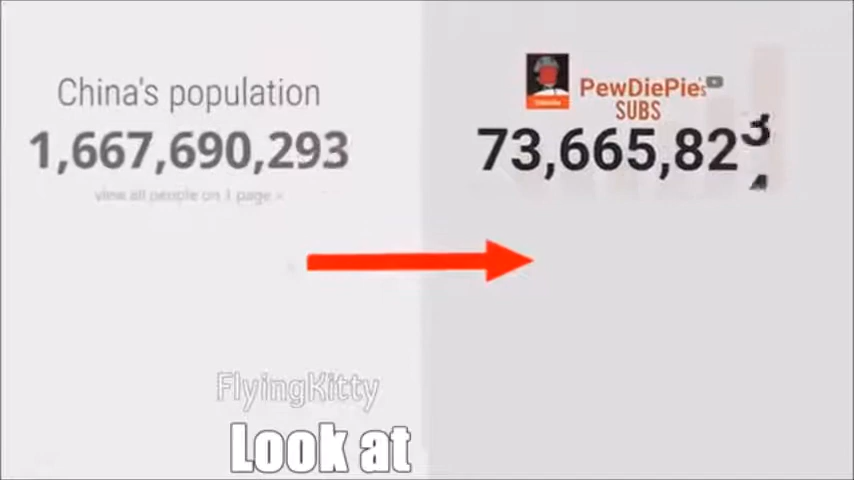 China's population
1,667,690,293
view all people on 1 page »
PewDiePie's
SUBS
73,665,823
FlyingKitty
Look at